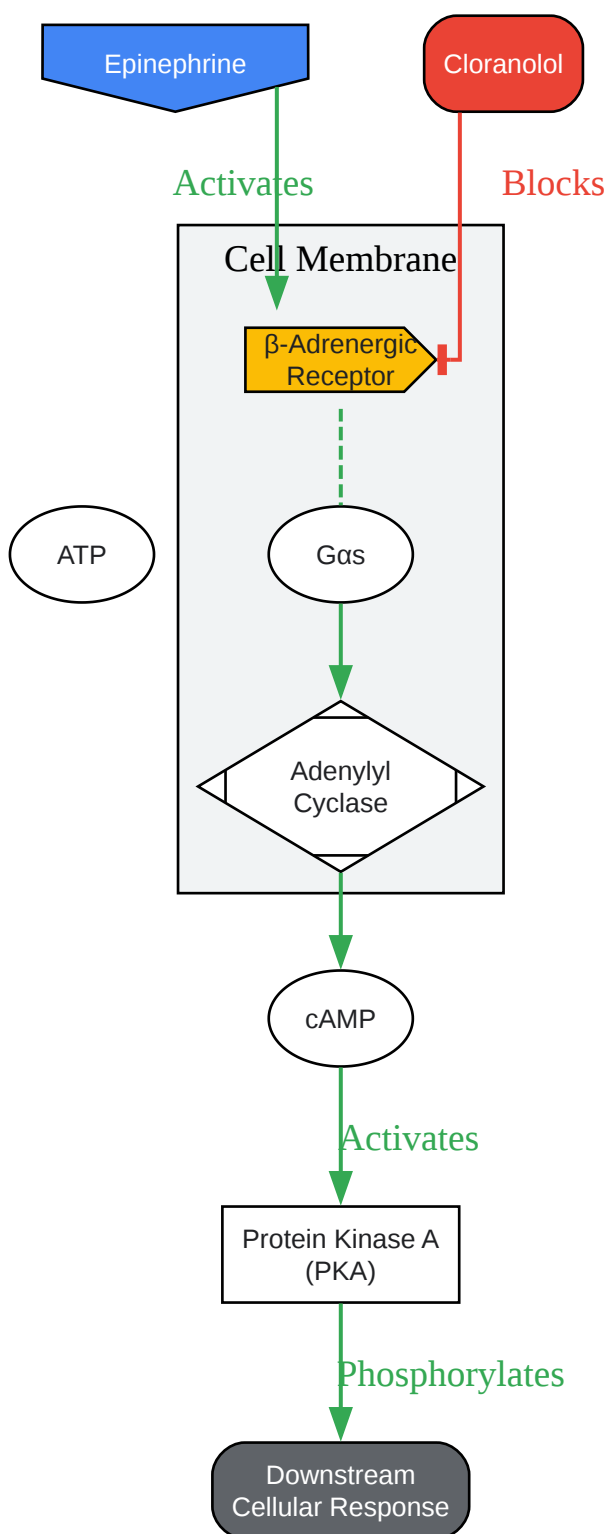 Epinephrine
Cloranolol
Activates
Blocks
Cell Membrane
β-Adrenergic
Receptor
ATP
Gαs
Adenylyl
Cyclase
cAMP
Activates
Protein Kinase A
(PKA)
Phosphorylates
Downstream
Cellular Response